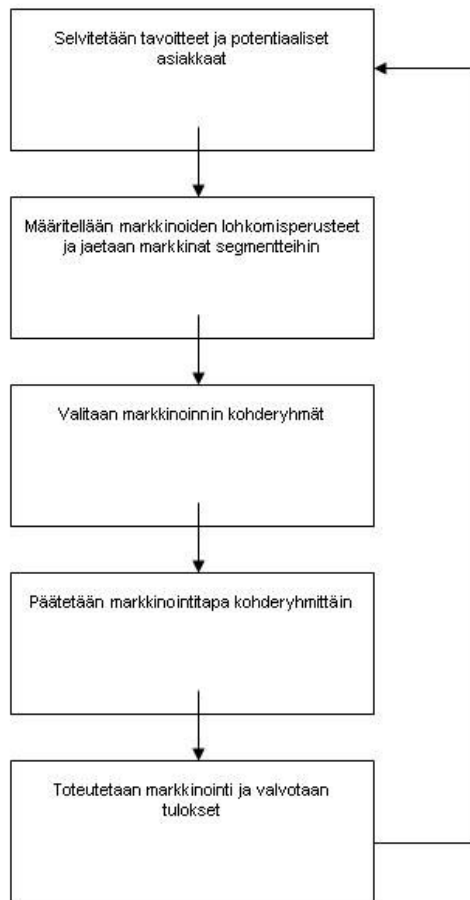 Selvitetään tavoitteet ja potentiaaliset
asiakkaat
Määritellään markkinoiden lohkomisperusteet
ja jaetaan markkinat segmentteihin
Valitaan markkinoinnin kohderyhmät
Päätetään markkinointitapa kohderyhmittäin
Toteutetaan markkinointi ja valvotaan
tulokset